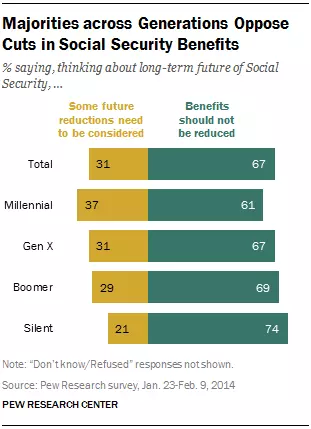 Majorities across Generations Oppose
Cuts in Social Security Benefits
% saying, thinking about long-term future of Social
Security, ...
Some future
reductions need
to be considered
Benefits
should not
be reduced
Total 31 67
Millennial 37 61
Gen X 31 67
Boomer 29 69
Silent 21 74
Note: “Don’t know/Refused” responses not shown.
Source: Pew Research survey, Jan. 23-Feb. 9, 2014
PEW RESEARCH CENTER